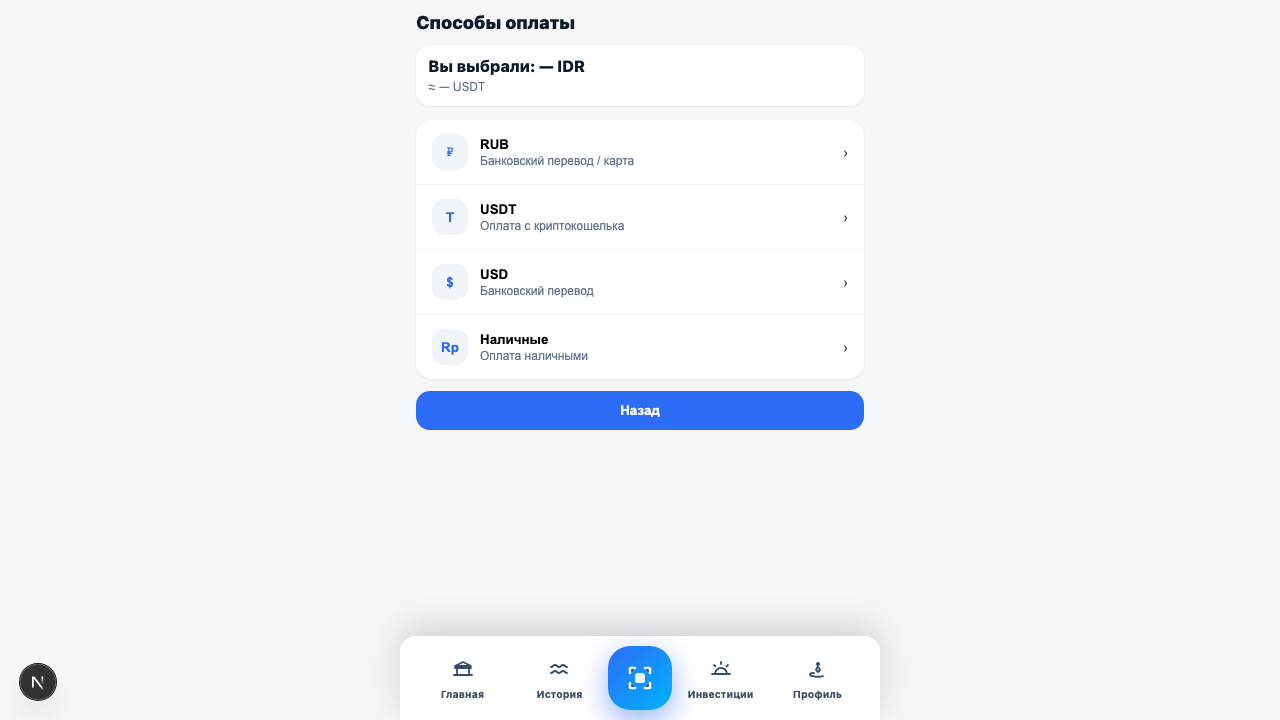 Способы оплаты
Вы выбрали: — IDR
≈ — USDT
₽
RUB
Банковский перевод / карта
›
T
USDT
Оплата с криптокошелька
›
$
USD
Банковский перевод
›
Rp
Наличные
Оплата наличными
›
Назад
N
Главная
История
Инвестиции
Профиль